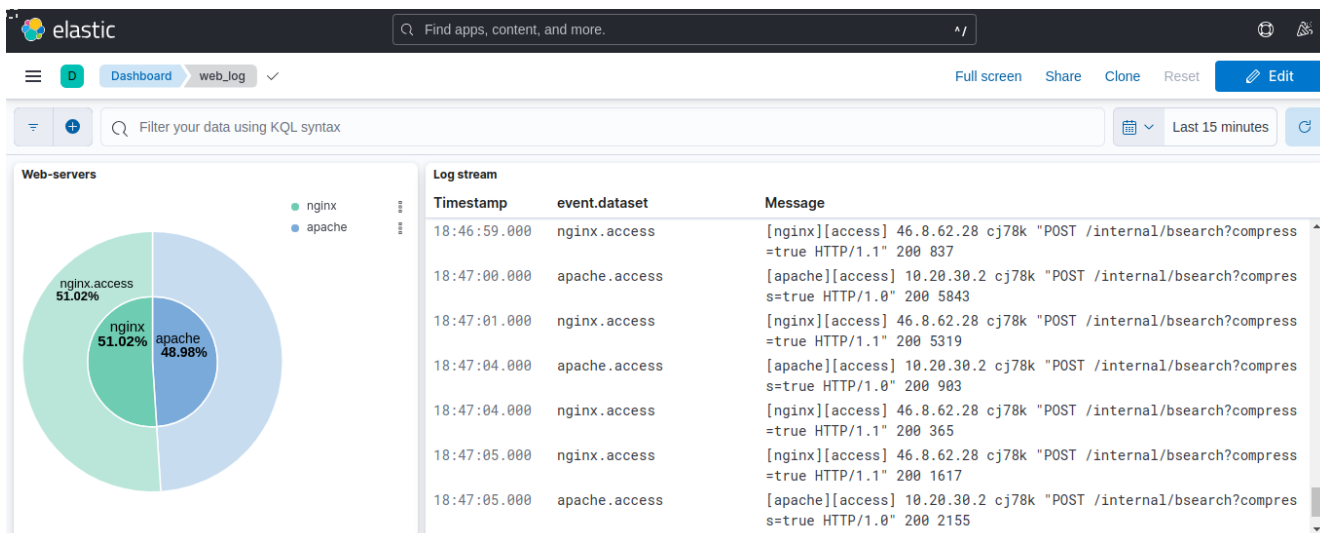 elastic
Find apps, content, and more.
^/
D
Dashboard
web_log
Full screen
Share
Clone
Reset
Edit
Filter your data using KQL syntax
Last 15 minutes
Web-servers
nginx
apache
nginx.access
51.02%
nginx
51.02%
apache
48.98%
Log stream
Timestamp event.dataset Message
18:46:59.000 nginx.access [nginx][access] 46.8.62.28 cj78k "POST /internal/bsearch?compress
=true HTTP/1.1" 200 837
18:47:00.000 apache.access [apache][access] 10.20.30.2 cj78k "POST /internal/bsearch?compres
s=true HTTP/1.0" 200 5843
18:47:01.000 nginx.access [nginx][access] 46.8.62.28 cj78k "POST /internal/bsearch?compress
=true HTTP/1.1" 200 5319
18:47:04.000 apache.access [apache][access] 10.20.30.2 cj78k "POST /internal/bsearch?compres
s=true HTTP/1.0" 200 903
18:47:04.000 nginx.access [nginx][access] 46.8.62.28 cj78k "POST /internal/bsearch?compress
=true HTTP/1.1" 200 365
18:47:05.000 nginx.access [nginx][access] 46.8.62.28 cj78k "POST /internal/bsearch?compress
=true HTTP/1.1" 200 1617
18:47:05.000 apache.access [apache][access] 10.20.30.2 cj78k "POST /internal/bsearch?compres
s=true HTTP/1.0" 200 2155